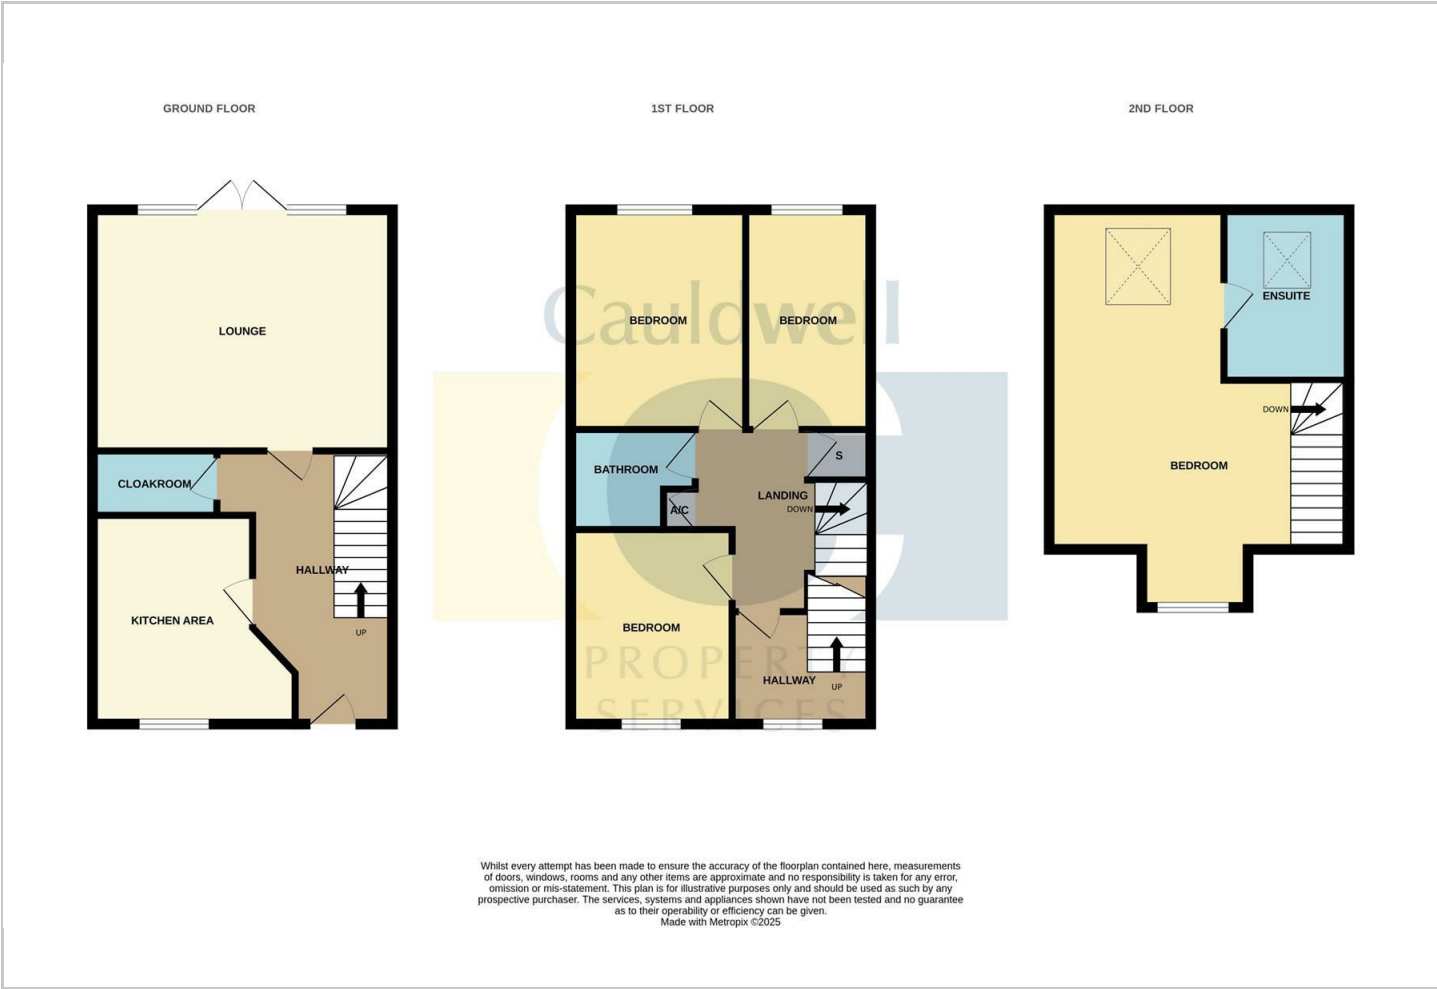 GROUND FLOOR
1ST FLOOR
2ND FLOOR
LOUNGE
CLOAKROOM
HALLWAY
KITCHEN AREA
UP
BEDROOM
BEDROOM
BATHROOM
S
A/C
LANDING
DOWN
BEDROOM
HALLWAY
UP
ENSUITE
DOWN
BEDROOM
Cauldwell
PROPERTY
SERVICES
Whilst every attempt has been made to ensure the accuracy of the floorplan contained here, measurements
of doors, windows, rooms and any other items are approximate and no responsibility is taken for any error,
omission or mis-statement. This plan is for illustrative purposes only and should be used as such by any
prospective purchaser. The services, systems and appliances shown have not been tested and no guarantee
as to their operability or efficiency can be given.
Made with Metropix ©2025